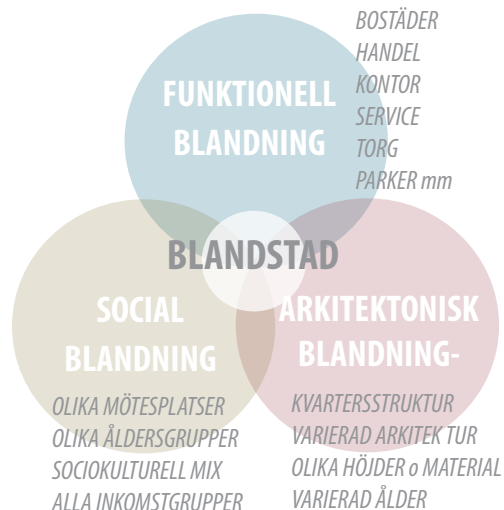 BOSTÄDER
HANDEL
KONTOR
SERVICE
TORG
PARKER mm
FUNKTIONELL
BLANDNING
BLANDSTAD
SOCIAL
BLANDNING
OLIKA MÖTESPLATSER
OLIKA ÅLDERSGRUPPER
SOCIOKULTURELL MIX
ALLA INKOMSTGRUPPER
ARKITEKTONISK
BLANDNING-
KVARTERSSTRUKTUR
VARIERAD ARKITEK TUR
OLIKA HÖJDER o MATERIAL
VARIERAD ÅLDER